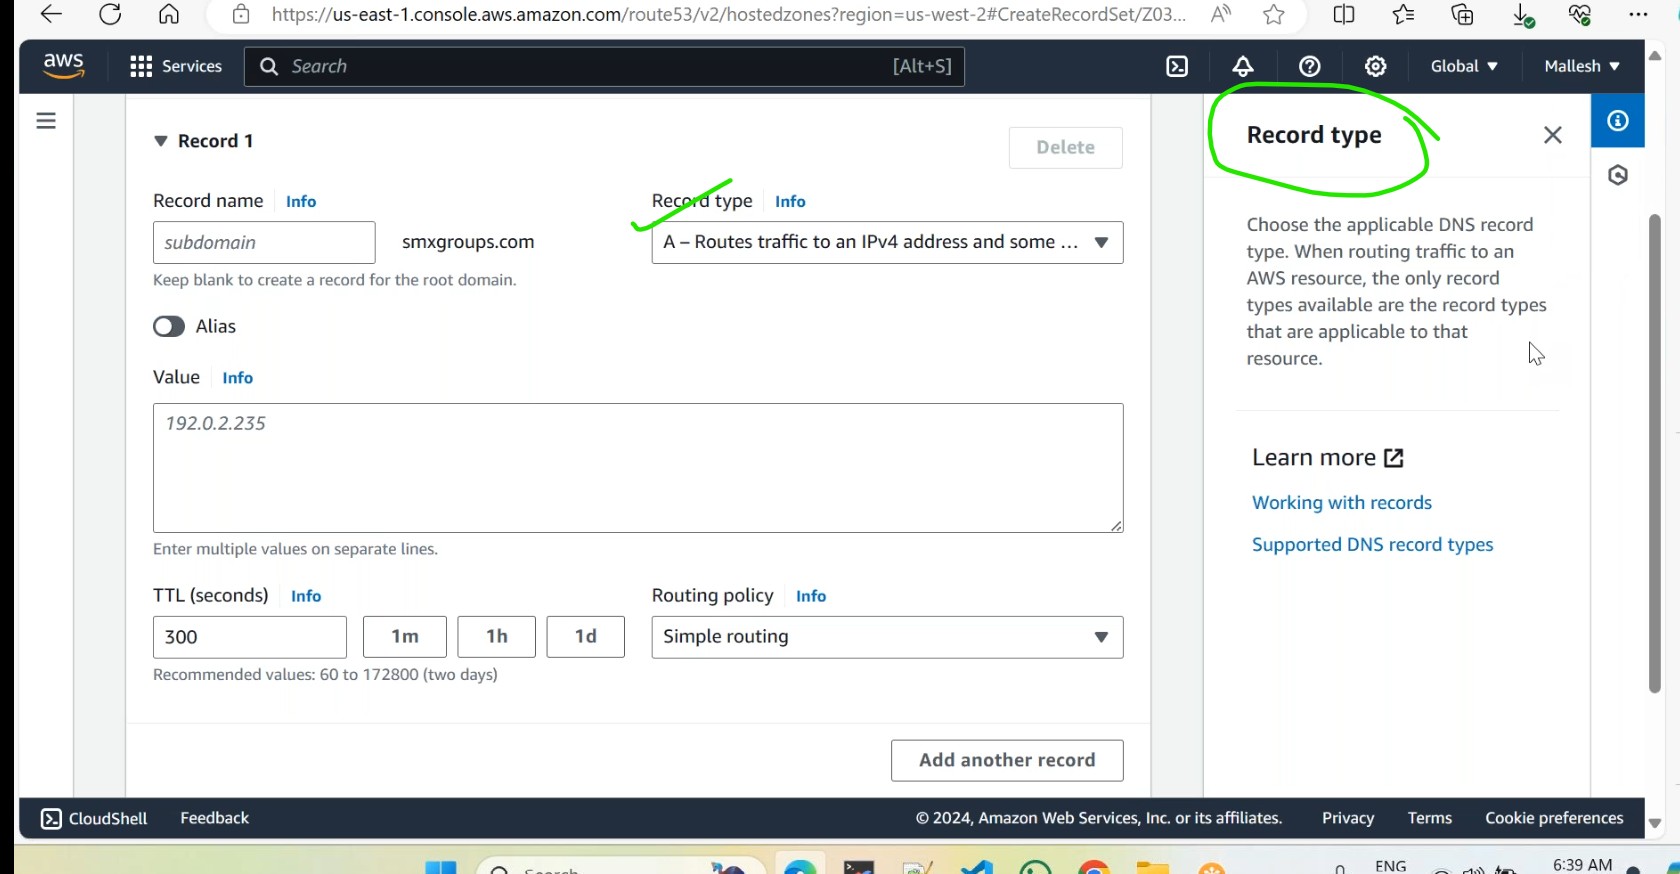 https://us-east-1.console.aws.amazon.com/route53/v2/hostedzones?region=us-west-2#CreateRecordSet/Z03...
aws
Services
Search
[Alt+S]
Global
Mallesh
Record 1
Delete
Record name
Info
Record type
Info
subdomain
smxgroups.com
A – Routes traffic to an IPv4 address and some ...
Keep blank to create a record for the root domain.
Alias
Value
Info
192.0.2.235
Enter multiple values on separate lines.
TTL (seconds)
Info
Routing policy
Info
300
1m
1h
1d
Simple routing
Recommended values: 60 to 172800 (two days)
Add another record
Record type
Choose the applicable DNS record
type. When routing traffic to an
AWS resource, the only record
types available are the record types
that are applicable to that
resource.
Learn more
Working with records
Supported DNS record types
CloudShell
Feedback
© 2024, Amazon Web Services, Inc. or its affiliates.
Privacy
Terms
Cookie preferences
Search
ENG
6:39 AM